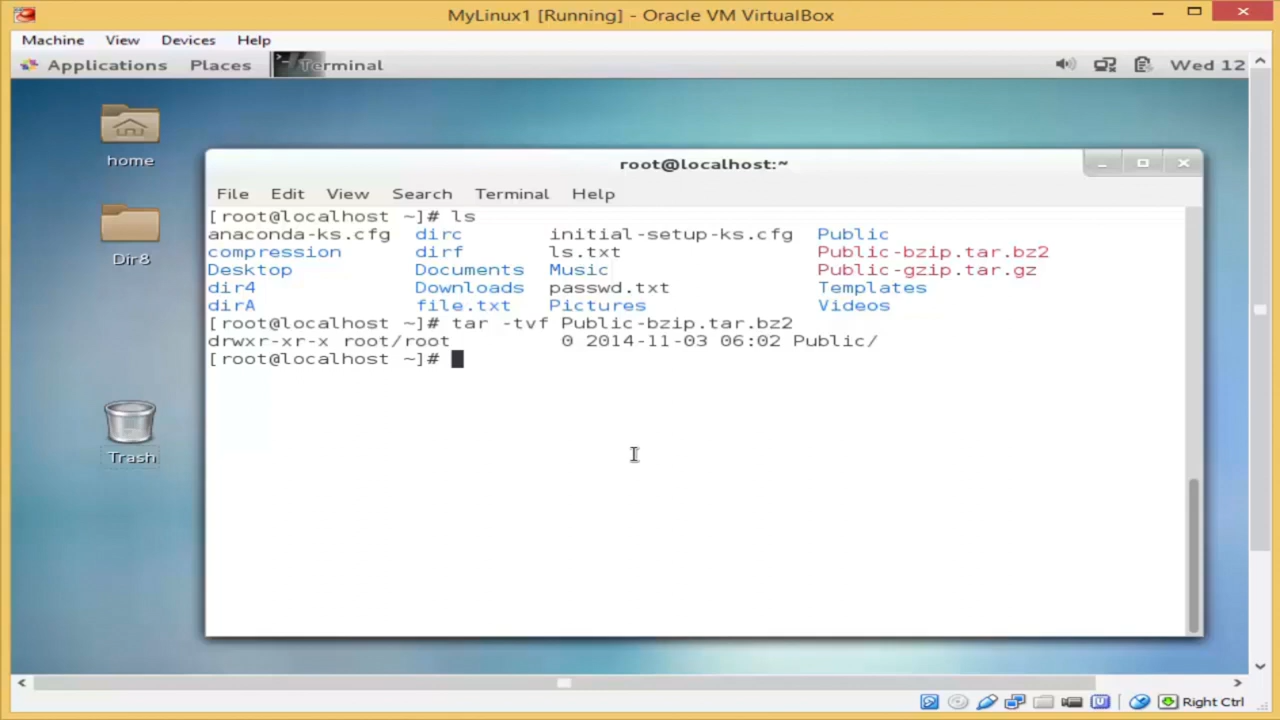 MyLinux1 [Running] - Oracle VM VirtualBox
Machine View Devices Help
Applications Places Terminal Wed 12
home
Dir8
Trash
root@localhost:~
File Edit View Search Terminal Help
[root@localhost ~]# ls
anaconda-ks.cfg dirc initial-setup-ks.cfg Public
compression dirf ls.txt Public-bzip.tar.bz2
Desktop Documents Music Public-gzip.tar.gz
dir4 Downloads passwd.txt Templates
dirA file.txt Pictures Videos
[root@localhost ~]# tar -tvf Public-bzip.tar.bz2
drwxr-xr-x root/root 0 2014-11-03 06:02 Public/
[root@localhost ~]#
Right Ctrl